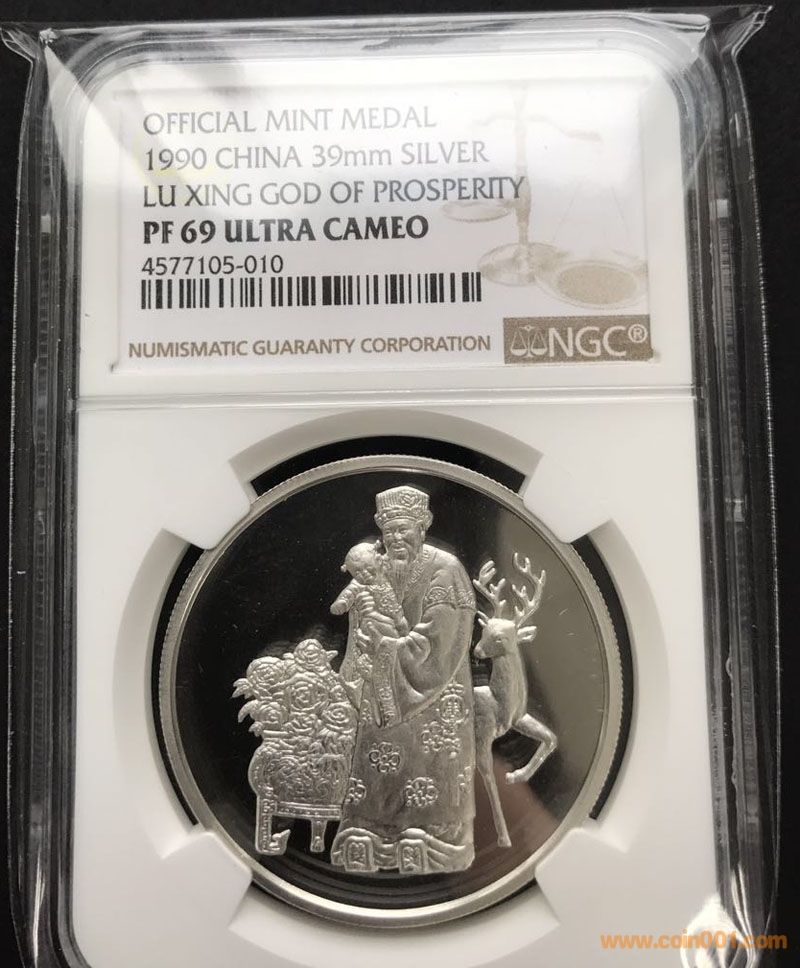 OFFICIAL MINT MEDAL
1990 CHINA 39mm SILVER
LU XING GOD OF PROSPERITY
PF 69 ULTRA CAMEO
4577105-010
NUMISMATIC GUARANTY CORPORATION NGC®
www.coin001.com